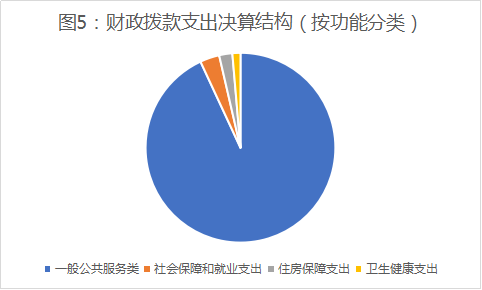 图5：财政拨款支出决算结构（按功能分类）
一般公共服务类 社会保障和就业支出 住房保障支出 卫生健康支出